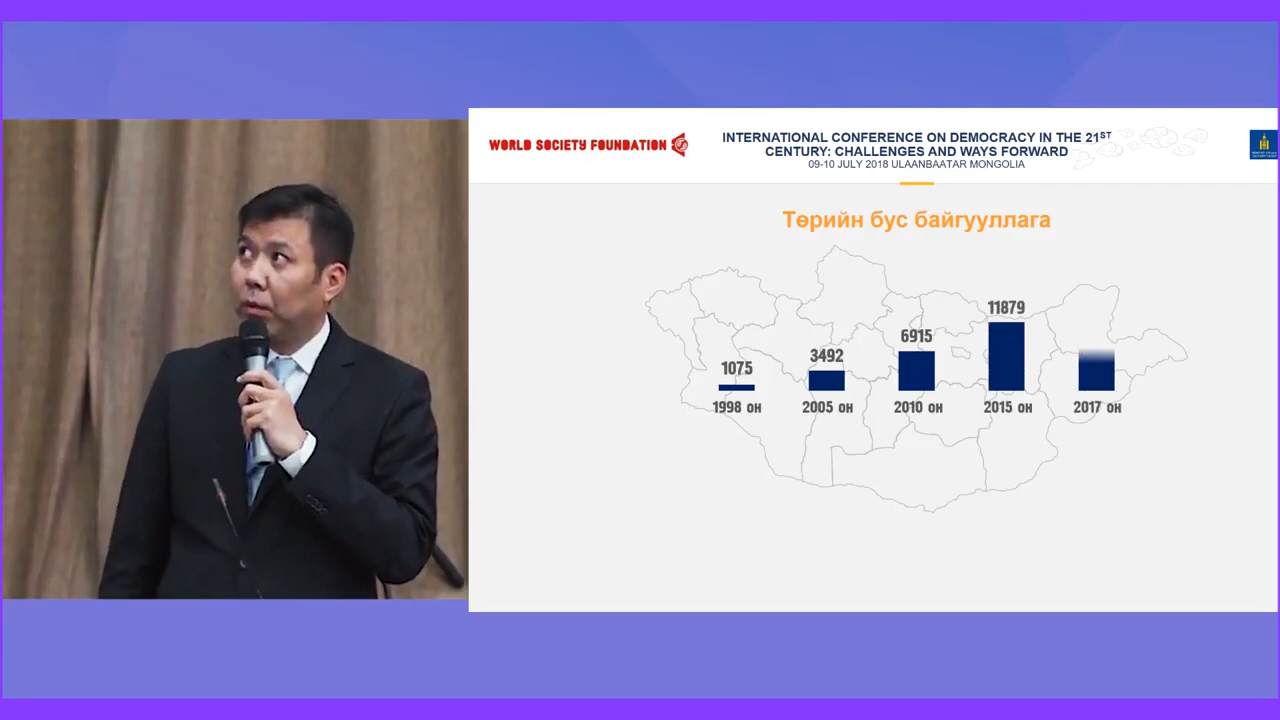 WORLD SOCIETY FOUNDATION
INTERNATIONAL CONFERENCE ON DEMOCRACY IN THE 21ST
CENTURY: CHALLENGES AND WAYS FORWARD
09-10 JULY 2018 ULAANBAATAR MONGOLIA
Төрийн бус байгууллага
1075
3492
6915
11879
1998 он
2005 он
2010 он
2015 он
2017 он